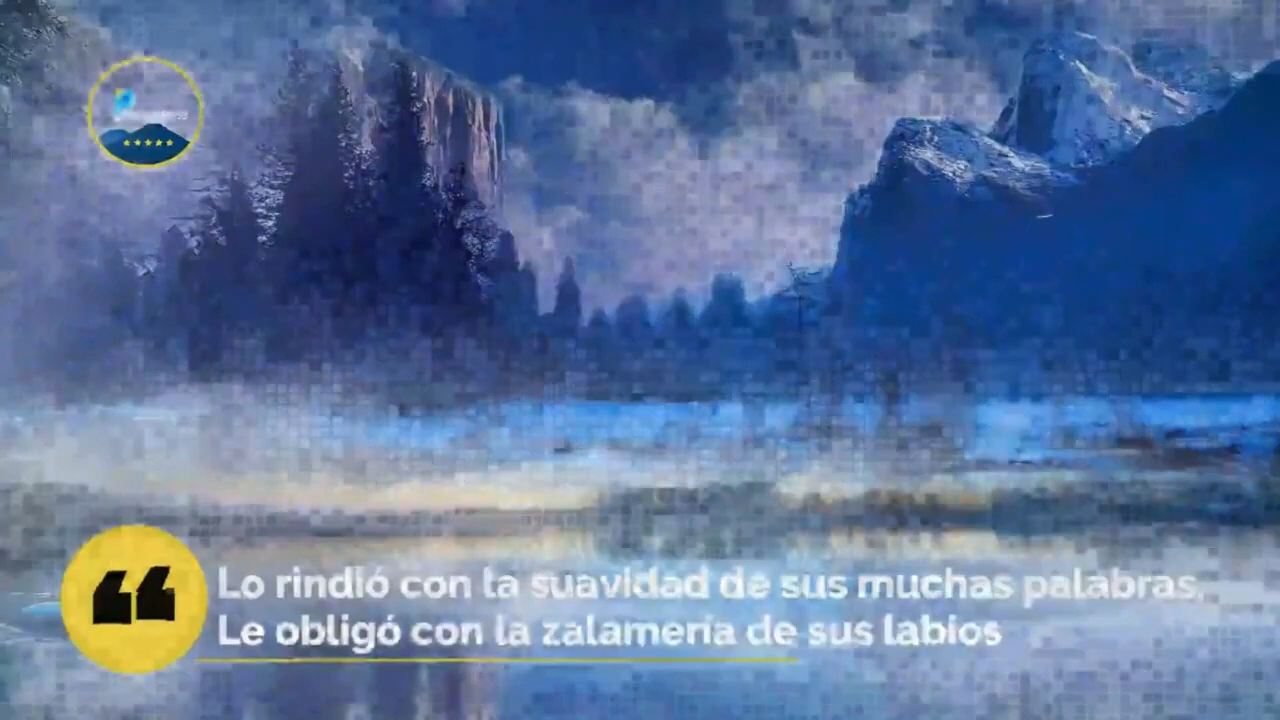 Lo rindió con la suavidad de sus muchas palabras,
Le obligó con la zalamería de sus labios